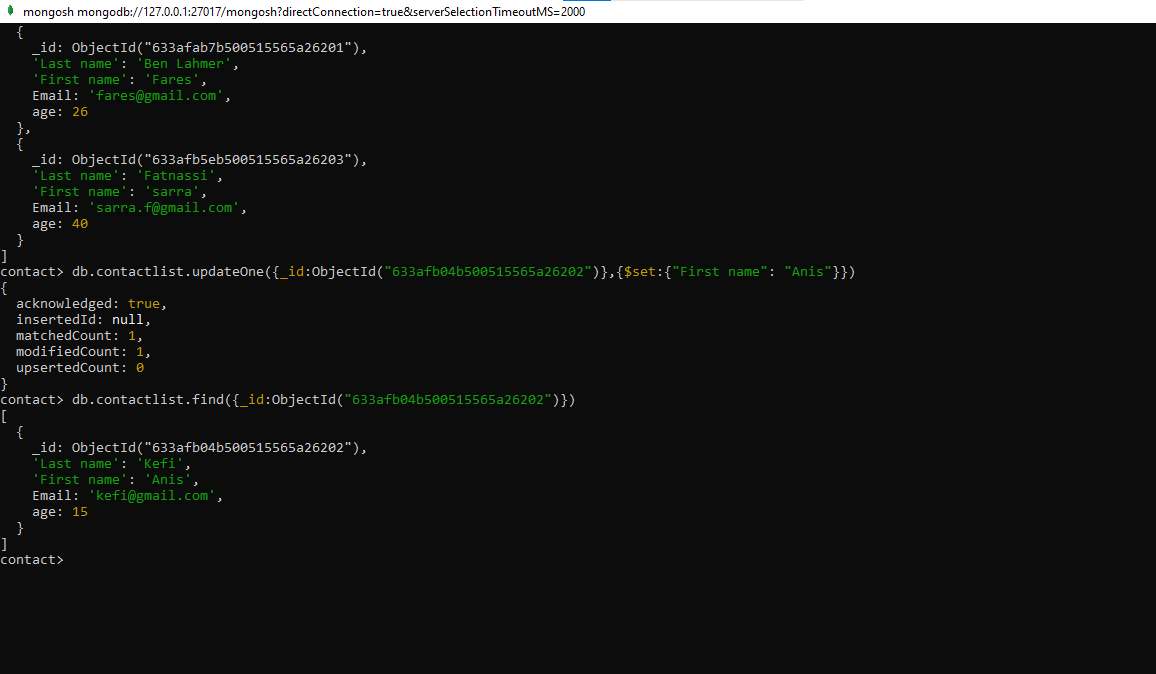 mongosh mongodb://127.0.0.1:27017/mongosh?directConnection=true&serverSelectionTimeoutMS=2000
  {
    _id: ObjectId("633afab7b500515565a26201"),
    'Last name': 'Ben Lahmer',
    'First name': 'Fares',
    Email: 'fares@gmail.com',
    age: 26
  },
  {
    _id: ObjectId("633afb5eb500515565a26203"),
    'Last name': 'Fatnassi',
    'First name': 'sarra',
    Email: 'sarra.f@gmail.com',
    age: 40
  }
]
contact> db.contactlist.updateOne({_id:ObjectId("633afb04b500515565a26202")},{$set:{"First name": "Anis"}})
{
  acknowledged: true,
  insertedId: null,
  matchedCount: 1,
  modifiedCount: 1,
  upsertedCount: 0
}
contact> db.contactlist.find({_id:ObjectId("633afb04b500515565a26202")})
[
  {
    _id: ObjectId("633afb04b500515565a26202"),
    'Last name': 'Kefi',
    'First name': 'Anis',
    Email: 'kefi@gmail.com',
    age: 15
  }
]
contact>